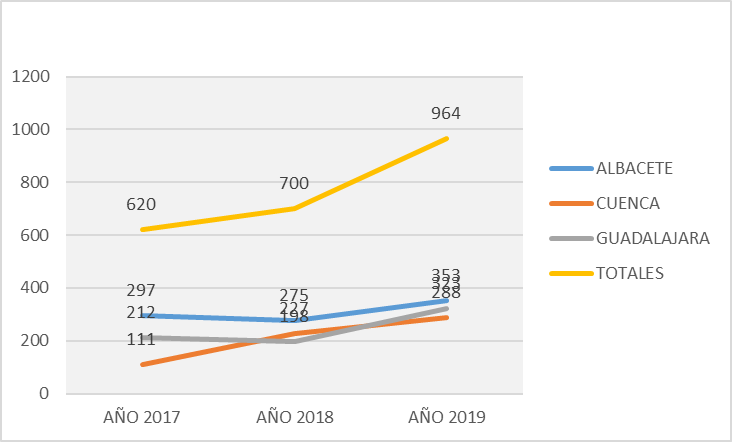 1200
1000
800
600
400
200
0
620
700
964
297
275
353
212
227
323
111
198
288
AÑO 2017
AÑO 2018
AÑO 2019
ALBACETE
CUENCA
GUADALAJARA
TOTALES